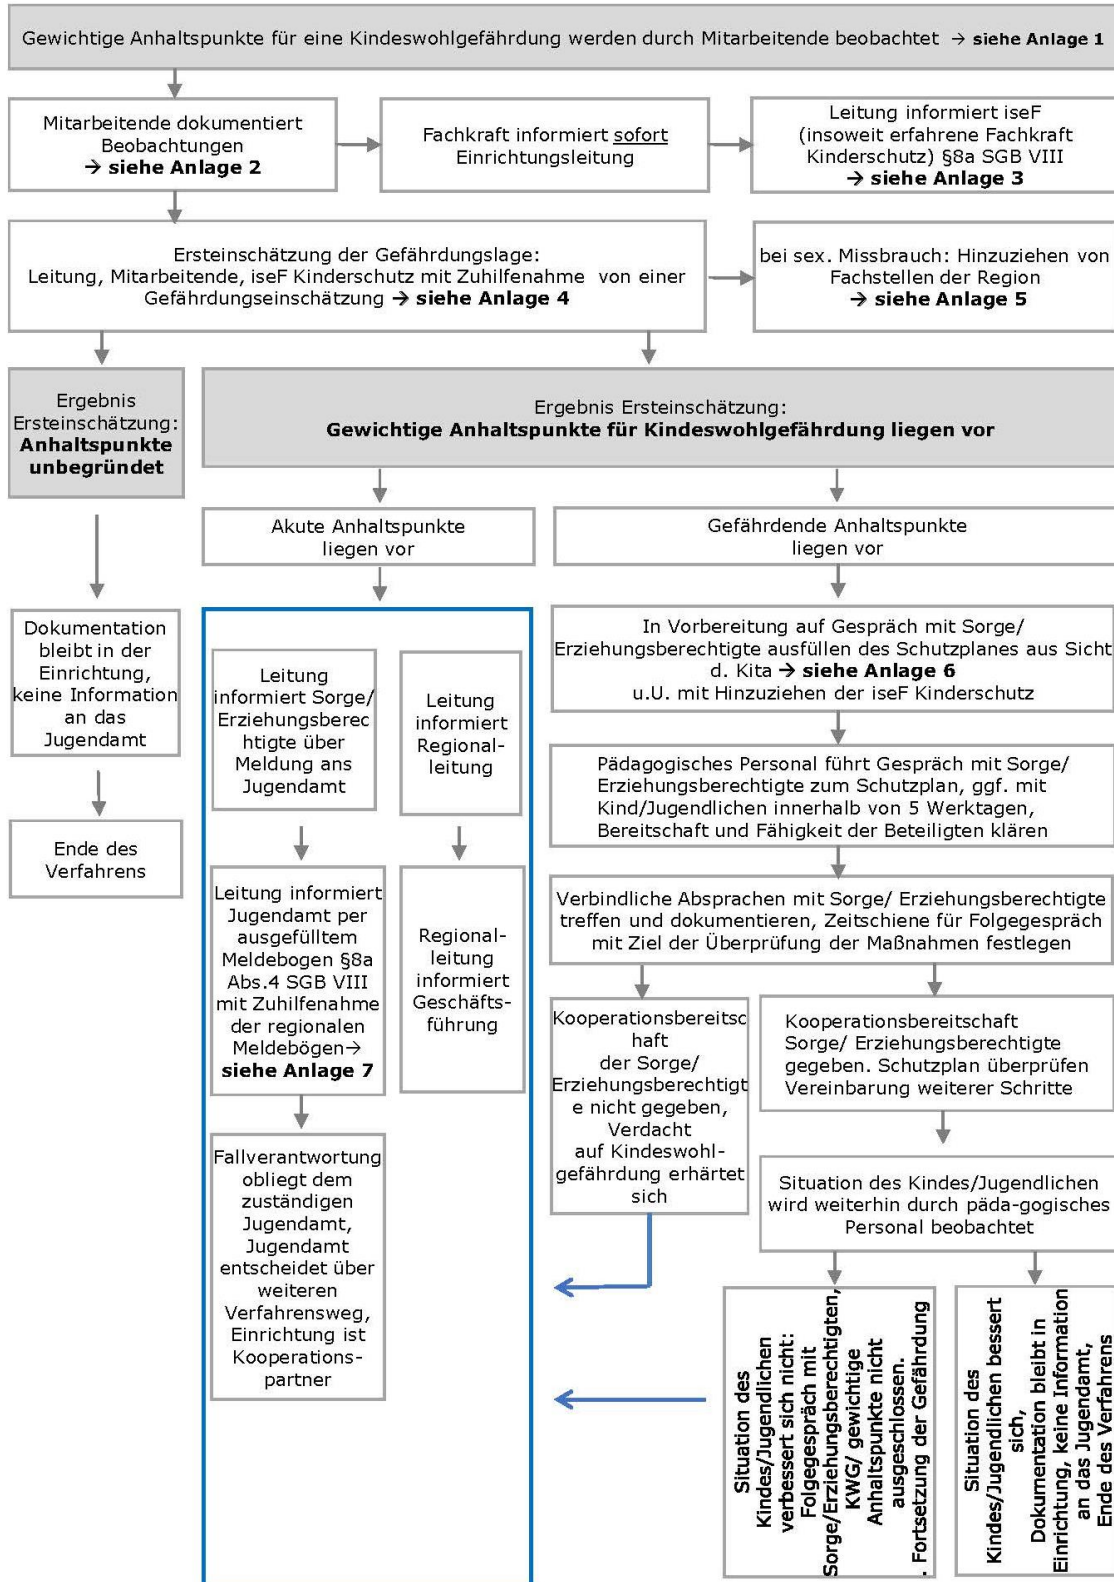 Gewichtige Anhaltspunkte für eine Kindeswohlgefährdung werden durch Mitarbeitende beobachtet → siehe Anlage 1
Mitarbeitende dokumentiert
Beobachtungen
→ siehe Anlage 2
Fachkraft informiert sofort
Einrichtungsleitung
Leitung informiert iseF
(insoweit erfahrene Fachkraft
Kinderschutz) §8a SGB VIII
→ siehe Anlage 3
Ersteinschätzung der Gefährdungslage:
Leitung, Mitarbeitende, iseF Kinderschutz mit Zuhilfenahme von einer
Gefährdungseinschätzung → siehe Anlage 4
bei sex. Missbrauch: Hinzuziehen von
Fachstellen der Region
→ siehe Anlage 5
Ergebnis
Ersteinschätzung:
Anhaltspunkte
unbegründet
Ergebnis Ersteinschätzung:
Gewichtige Anhaltspunkte für Kindeswohlgefährdung liegen vor
Dokumentation
bleibt in der
Einrichtung,
keine Information
an das
Jugendamt
Ende des
Verfahrens
Akute Anhaltspunkte
liegen vor
Leitung
informiert Sorge/
Erziehungsberec
htigte über
Meldung ans
Jugendamt
Leitung
informiert
Regional-
leitung
Leitung informiert
Jugendamt per
ausgefülltem
Meldebogen §8a
Abs.4 SGB VIII
mit Zuhilfenahme
der regionalen
Meldebögen→
siehe Anlage 7
Regional-
leitung
informiert
Geschäfts-
führung
Fallverantwortung
obliegt dem
zuständigen
Jugendamt,
Jugendamt
entscheidet über
weiteren
Verfahrensweg,
Einrichtung ist
Kooperations-
partner
Gefährdende Anhaltspunkte
liegen vor
In Vorbereitung auf Gespräch mit Sorge/
Erziehungsberechtigte ausfüllen des Schutzplanes aus Sicht
d. Kita → siehe Anlage 6
u.U. mit Hinzuziehen der iseF Kinderschutz
Pädagogisches Personal führt Gespräch mit Sorge/
Erziehungsberechtigte zum Schutzplan, ggf. mit
Kind/Jugendlichen innerhalb von 5 Werktagen,
Bereitschaft und Fähigkeit der Beteiligten klären
Verbindliche Absprachen mit Sorge/ Erziehungsberechtigte
treffen und dokumentieren, Zeitschiene für Folgegespräch
mit Ziel der Überprüfung der Maßnahmen festlegen
Kooperationsbereitsc
haft
der Sorge/
Erziehungsberechtigt
e nicht gegeben,
Verdacht
auf Kindeswohl-
gefährdung erhärtet
sich
Kooperationsbereitschaft
Sorge/ Erziehungsberechtigte
gegeben. Schutzplan überprüfen
Vereinbarung weiterer Schritte
Situation des Kindes/Jugendlichen
wird weiterhin durch päda-gogisches
Personal beobachtet
Situation des
Kindes/Jugendlichen
verbessert sich nicht:
Folgegespräch mit
Sorge/Erziehungsberechtigten,
KWG/ gewichtige
Anhaltspunkte nicht
ausgeschlossen.
. Fortsetzung der Gefährdung
Situation des
Kindes/Jugendlichen bessert
sich,
Dokumentation bleibt in
Einrichtung, keine Information
an das Jugendamt,
Ende des Verfahrens